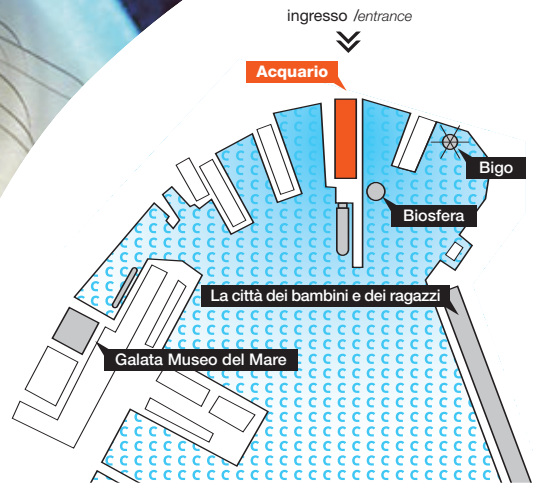 ingresso /entrance
Acquario
Bigo
Biosfera
La città dei bambini e dei ragazzi
Galata Museo del Mare